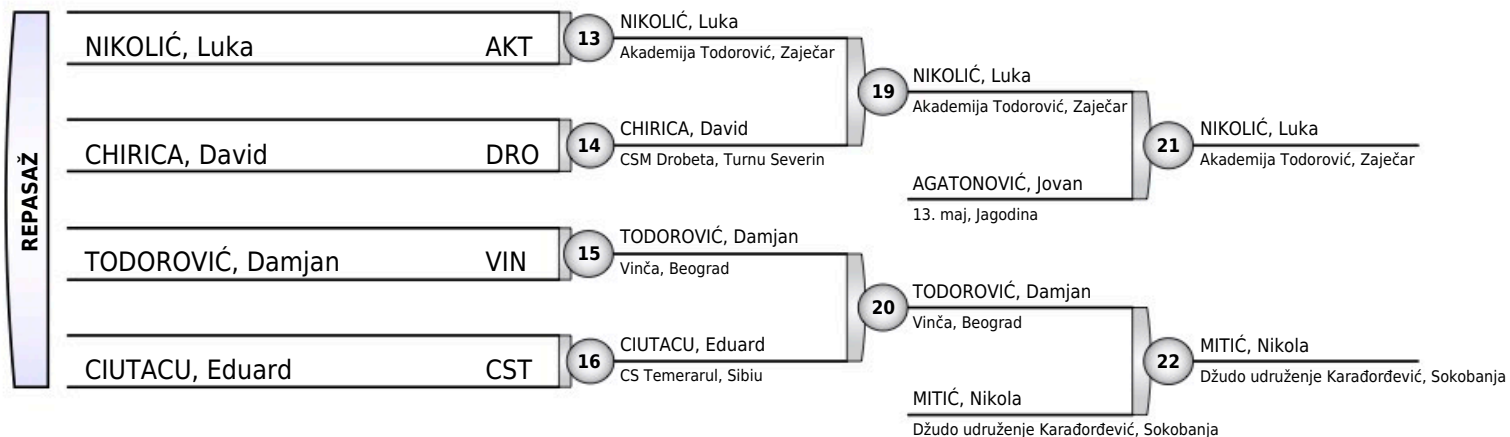 REPASAŽ
NIKOLIĆ, Luka AKT
13
NIKOLIĆ, Luka
Akademija Todorović, Zaječar
CHIRICA, David DRO
14
CHIRICA, David
CSM Drobeta, Turnu Severin
19
NIKOLIĆ, Luka
Akademija Todorović, Zaječar
AGATONOVIĆ, Jovan
13. maj, Jagodina
21
NIKOLIĆ, Luka
Akademija Todorović, Zaječar
TODOROVIĆ, Damjan VIN
15
TODOROVIĆ, Damjan
Vinča, Beograd
CIUTACU, Eduard CST
16
CIUTACU, Eduard
CS Temerarul, Sibiu
20
TODOROVIĆ, Damjan
Vinča, Beograd
MITIĆ, Nikola
Džudo udruženje Karađorđević, Sokobanja
22
MITIĆ, Nikola
Džudo udruženje Karađorđević, Sokobanja